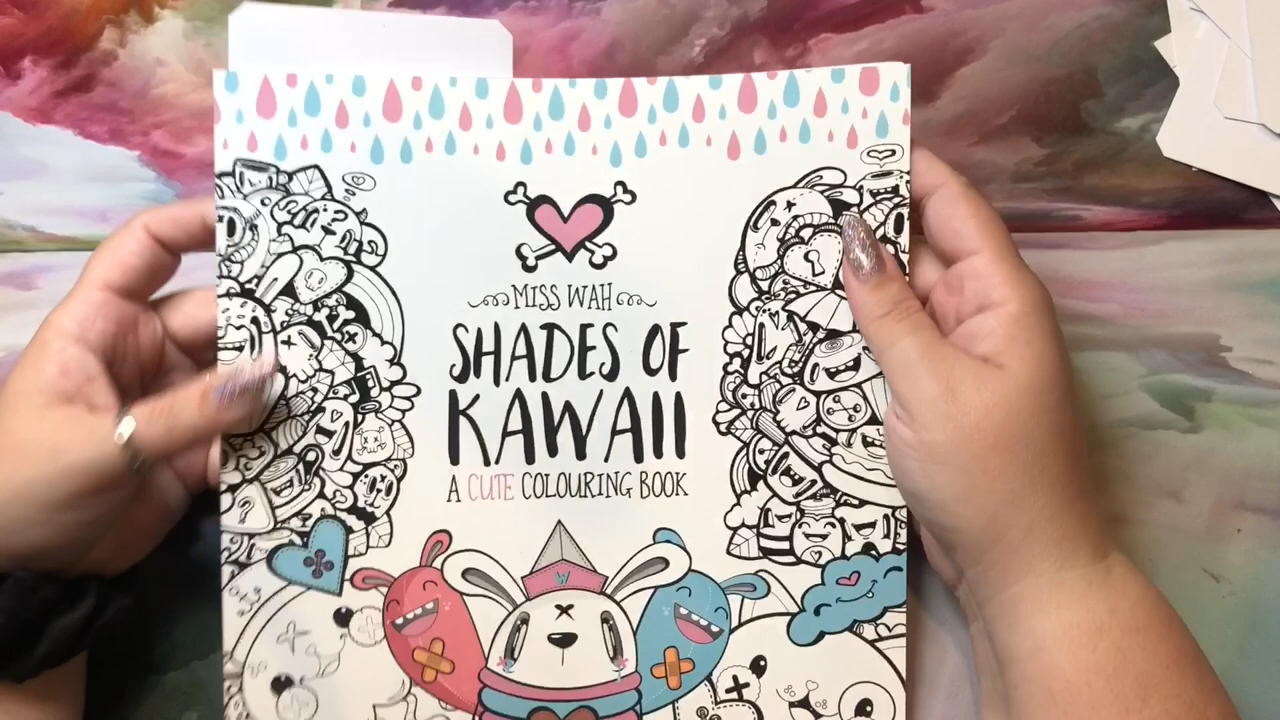 MISS WAH
SHADES OF
KAWAII
A CUTE COLOURING BOOK
W